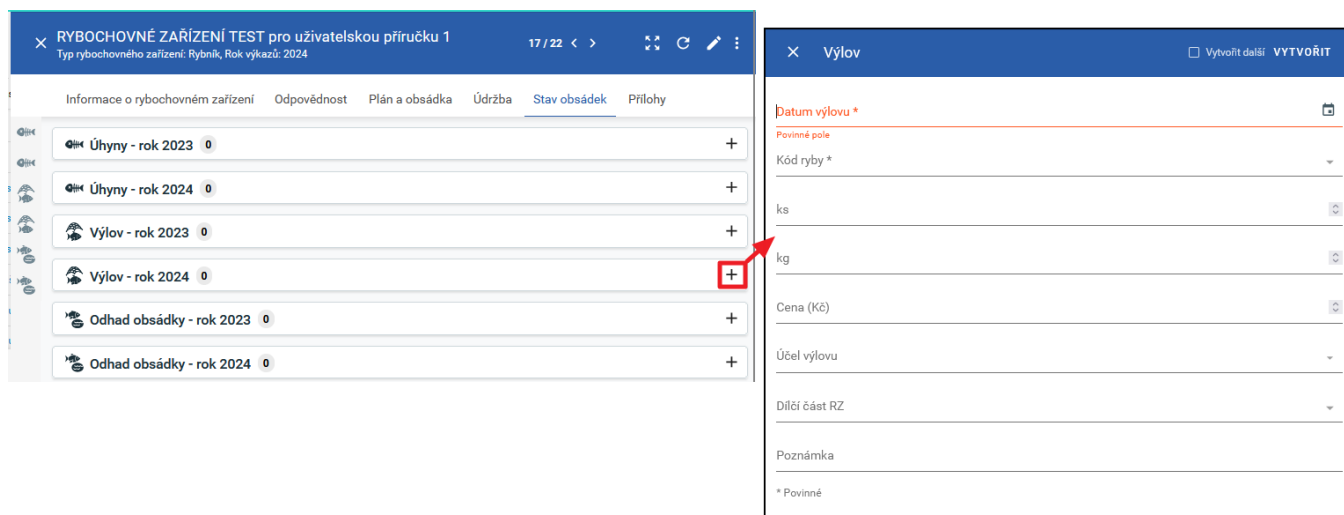 RYBOCHOVNÉ ZAŘÍZENÍ TEST pro uživatelskou příručku 1
Typ rybochovného zařízení: Rybník, Rok výkazů: 2024
17 / 22
Informace o rybochovném zařízení Odpovědnost Plán a obsádka Údržba Stav obsádek Přílohy
Úhyny - rok 2023 0
Úhyny - rok 2024 0
Výlov - rok 2023 0
Výlov - rok 2024 0
Odhad obsádky - rok 2023 0
Odhad obsádky - rok 2024 0
Výlov
Vytvořit další VYTVOŘIT
Datum výlovu *
Povinné pole
Kód ryby *
ks
kg
Cena (Kč)
Účel výlovu
Dílčí část RZ
Poznámka
* Povinné